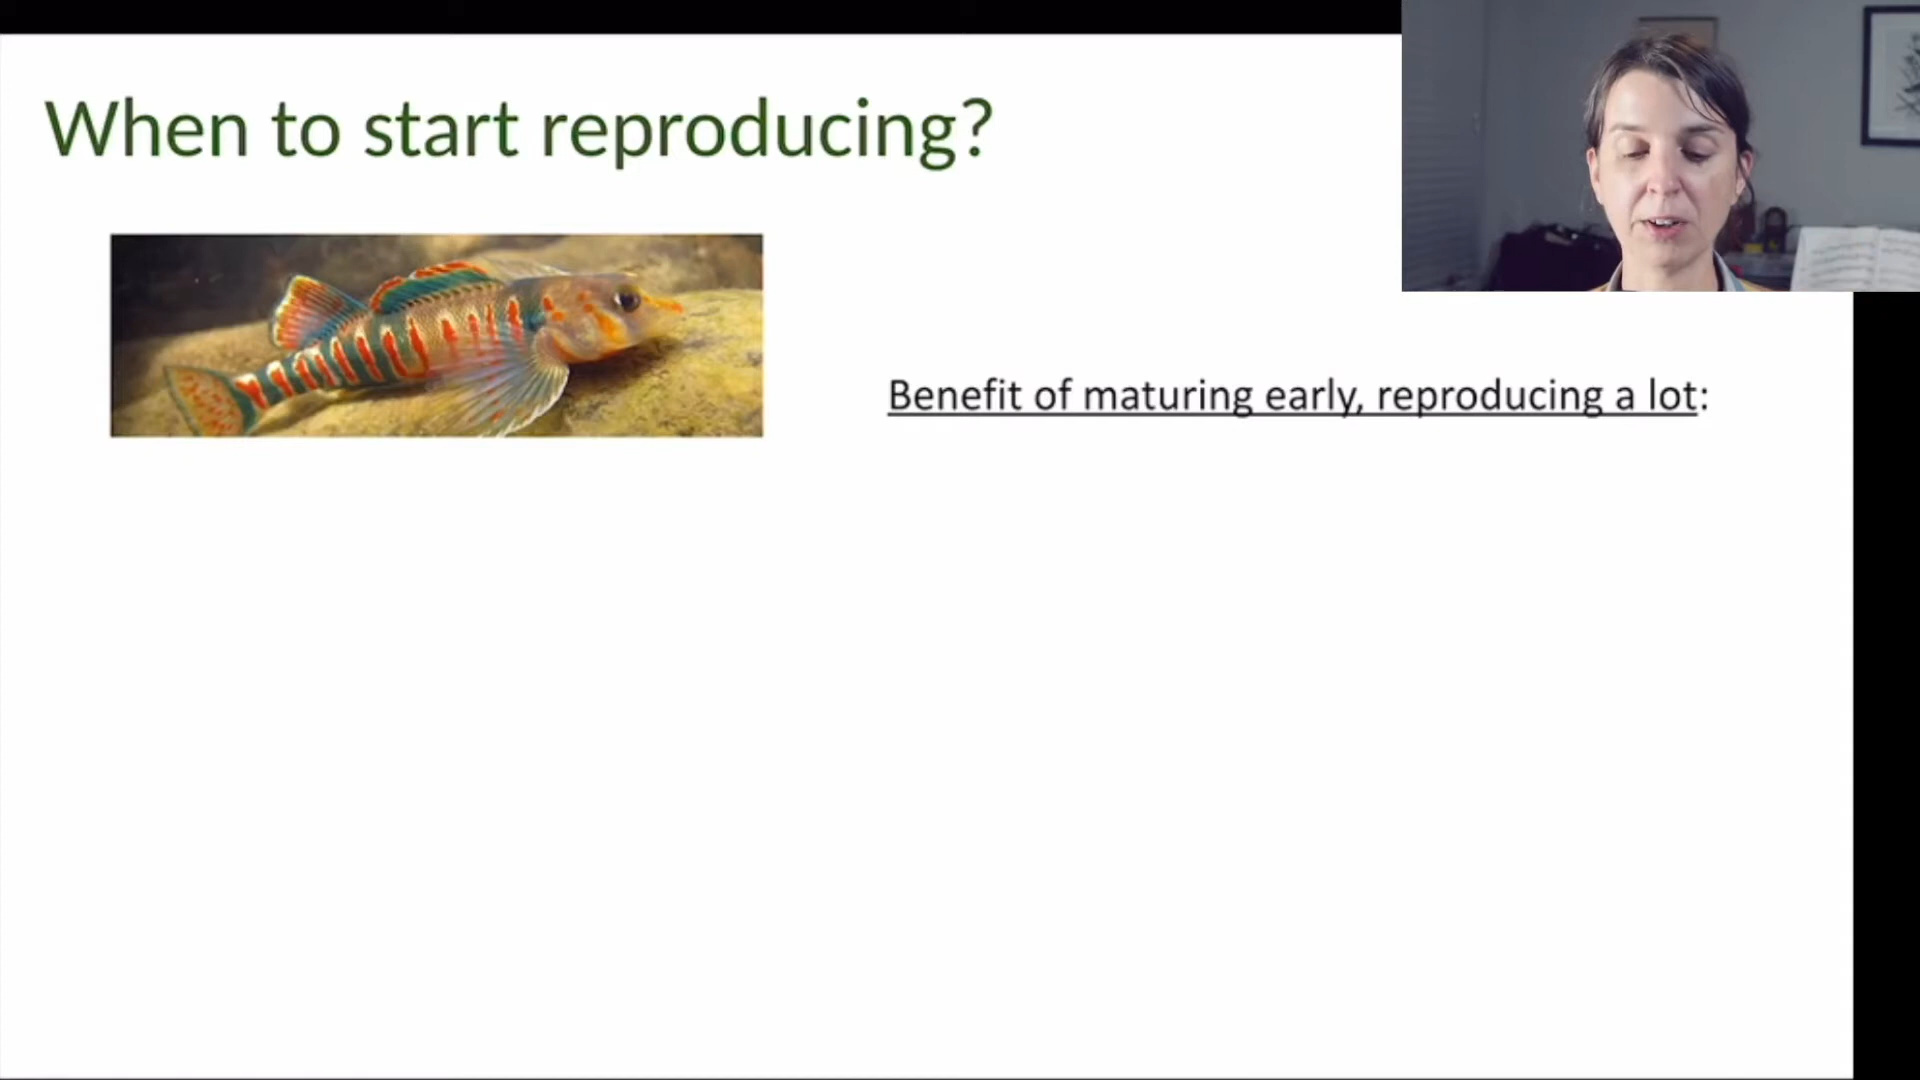 When to start reproducing?
Benefit of maturing early, reproducing a lot: